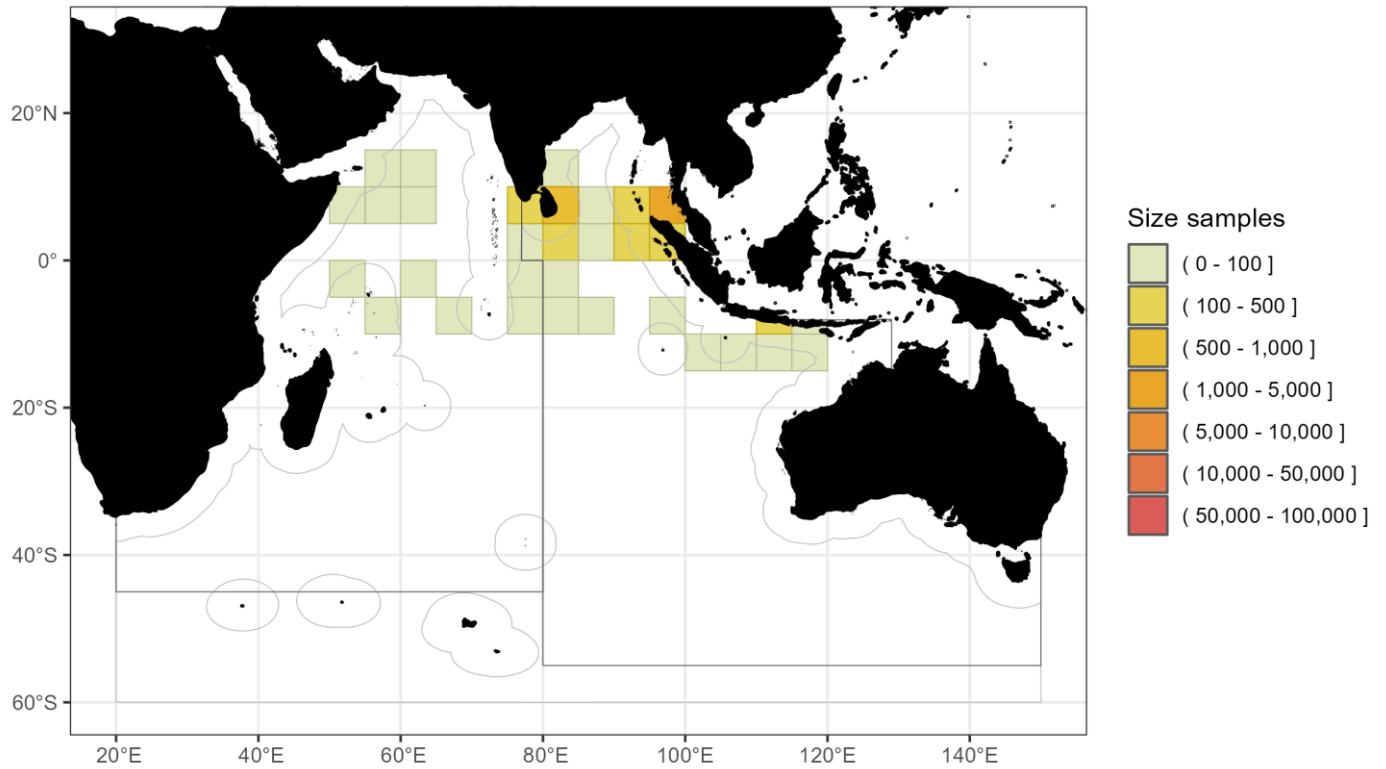 20°N
0°
20°S
40°S
60°S
20°E
40°E
60°E
80°E
100°E
120°E
140°E
Size samples
( 0 - 100 ]
( 100 - 500 ]
( 500 - 1,000 ]
( 1,000 - 5,000 ]
( 5,000 - 10,000 ]
( 10,000 - 50,000 ]
( 50,000 - 100,000 ]